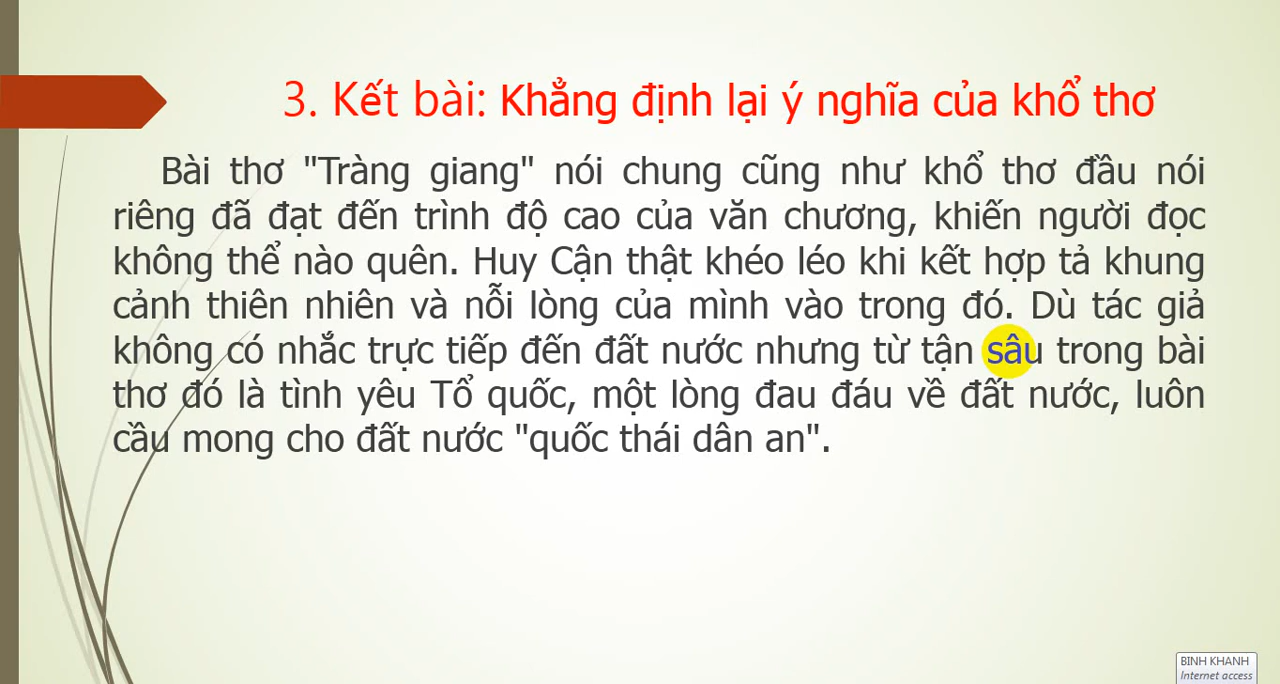 3. Kết bài: Khẳng định lại ý nghĩa của khổ thơ
Bài thơ "Tràng giang" nói chung cũng như khổ thơ đầu nói
riêng đã đạt đến trình độ cao của văn chương, khiến người đọc
không thể nào quên. Huy Cận thật khéo léo khi kết hợp tả khung
cảnh thiên nhiên và nỗi lòng của mình vào trong đó. Dù tác giả
không có nhắc trực tiếp đến đất nước nhưng từ tận sâu trong bài
thơ đó là tình yêu Tổ quốc, một lòng đau đáu về đất nước, luôn
cầu mong cho đất nước "quốc thái dân an".
BINH KHANH
Internet access